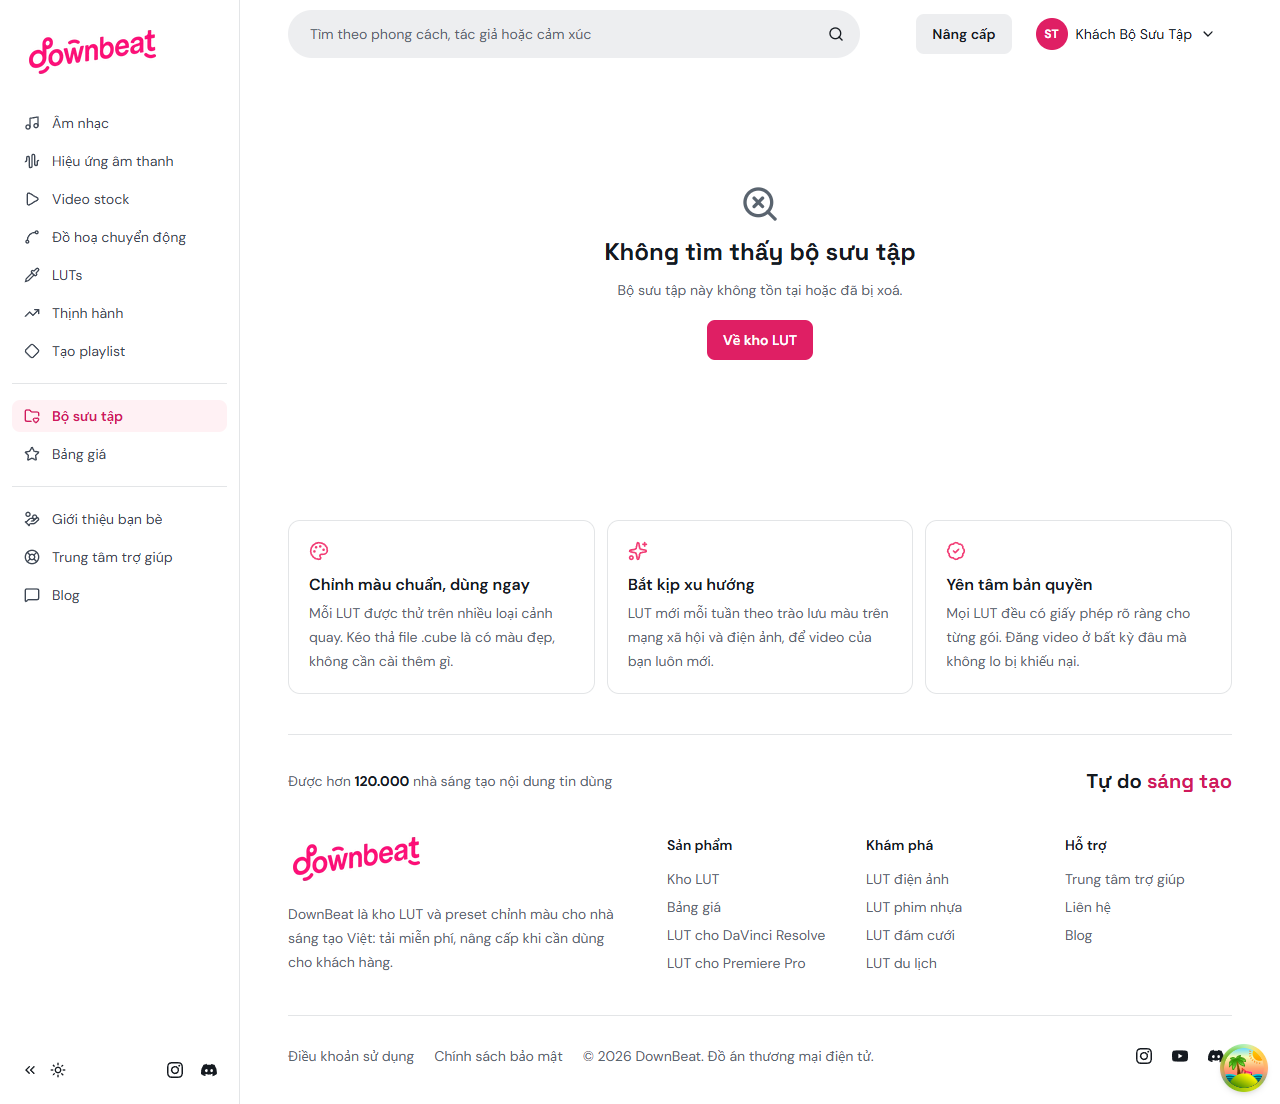 downbeat
Âm nhạc
Hiệu ứng âm thanh
Video stock
Đồ hoạ chuyển động
LUTs
Thịnh hành
Tạo playlist
Bộ sưu tập
Bảng giá
Giới thiệu bạn bè
Trung tâm trợ giúp
Blog
Tìm theo phong cách, tác giả hoặc cảm xúc
Nâng cấp
ST
Khách Bộ Sưu Tập
Không tìm thấy bộ sưu tập
Bộ sưu tập này không tồn tại hoặc đã bị xoá.
Về kho LUT
Chỉnh màu chuẩn, dùng ngay
Mỗi LUT được thử trên nhiều loại cảnh
quay. Kéo thả file .cube là có màu đẹp,
không cần cài thêm gì.
Bắt kịp xu hướng
LUT mới mỗi tuần theo trào lưu màu trên
mạng xã hội và điện ảnh, để video của
bạn luôn mới.
Yên tâm bản quyền
Mọi LUT đều có giấy phép rõ ràng cho
từng gói. Đăng video ở bất kỳ đâu mà
không lo bị khiếu nại.
Được hơn 120.000 nhà sáng tạo nội dung tin dùng
Tự do sáng tạo
downbeat
DownBeat là kho LUT và preset chỉnh màu cho nhà
sáng tạo Việt: tải miễn phí, nâng cấp khi cần dùng
cho khách hàng.
Sản phẩm
Kho LUT
Bảng giá
LUT cho DaVinci Resolve
LUT cho Premiere Pro
Khám phá
LUT điện ảnh
LUT phim nhựa
LUT đám cưới
LUT du lịch
Hỗ trợ
Trung tâm trợ giúp
Liên hệ
Blog
Điều khoản sử dụng
Chính sách bảo mật
© 2026 DownBeat. Đồ án thương mại điện tử.